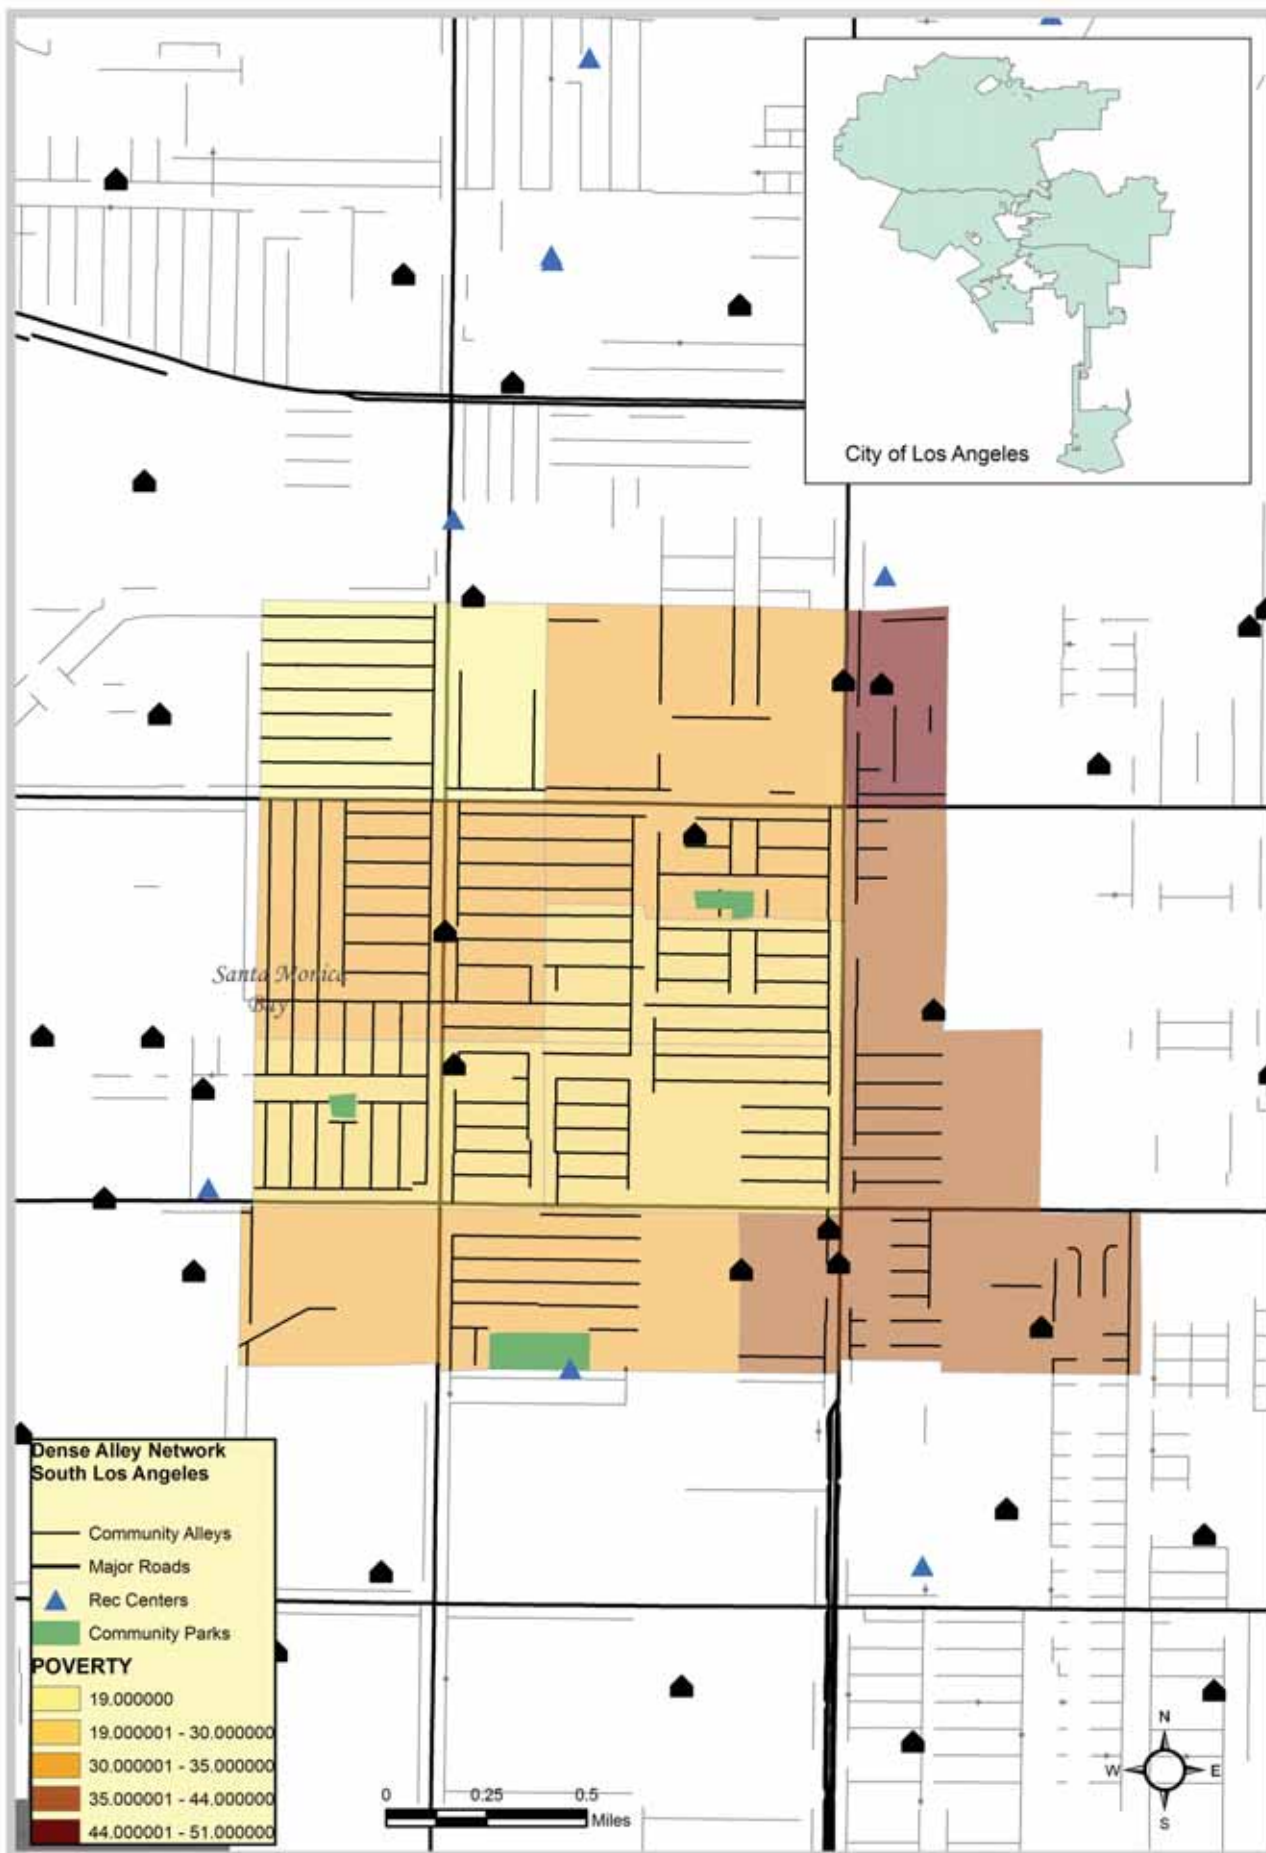 City of Los Angeles
Santa Monica
Bay
Dense Alley Network
South Los Angeles
Community Alleys
Major Roads
Rec Centers
Community Parks
POVERTY
19.000000
19.000001 - 30.000000
30.000001 - 35.000000
35.000001 - 44.000000
44.000001 - 51.000000
0 0.25 0.5
Miles
N
W E
S